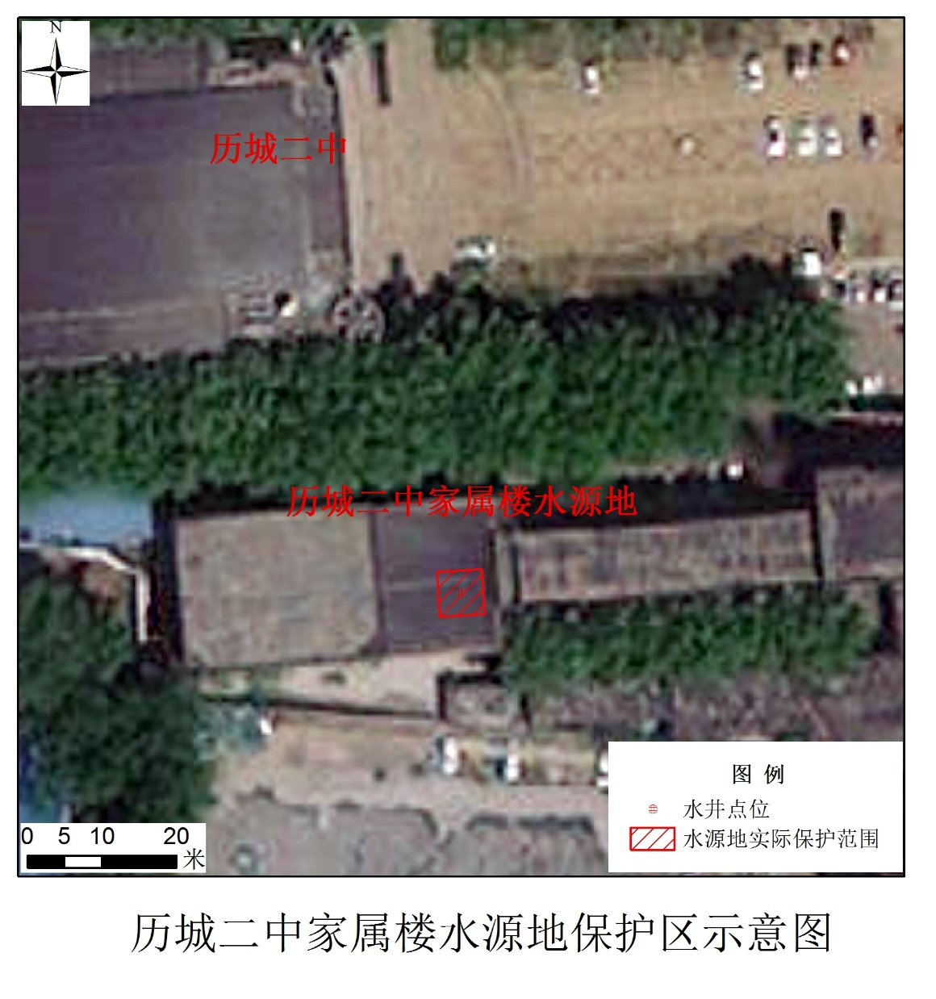 N
历城二中
历城二中家属楼水源地
图 例
水井点位
水源地实际保护范围
0 5 10 20
米
历城二中家属楼水源地保护区示意图